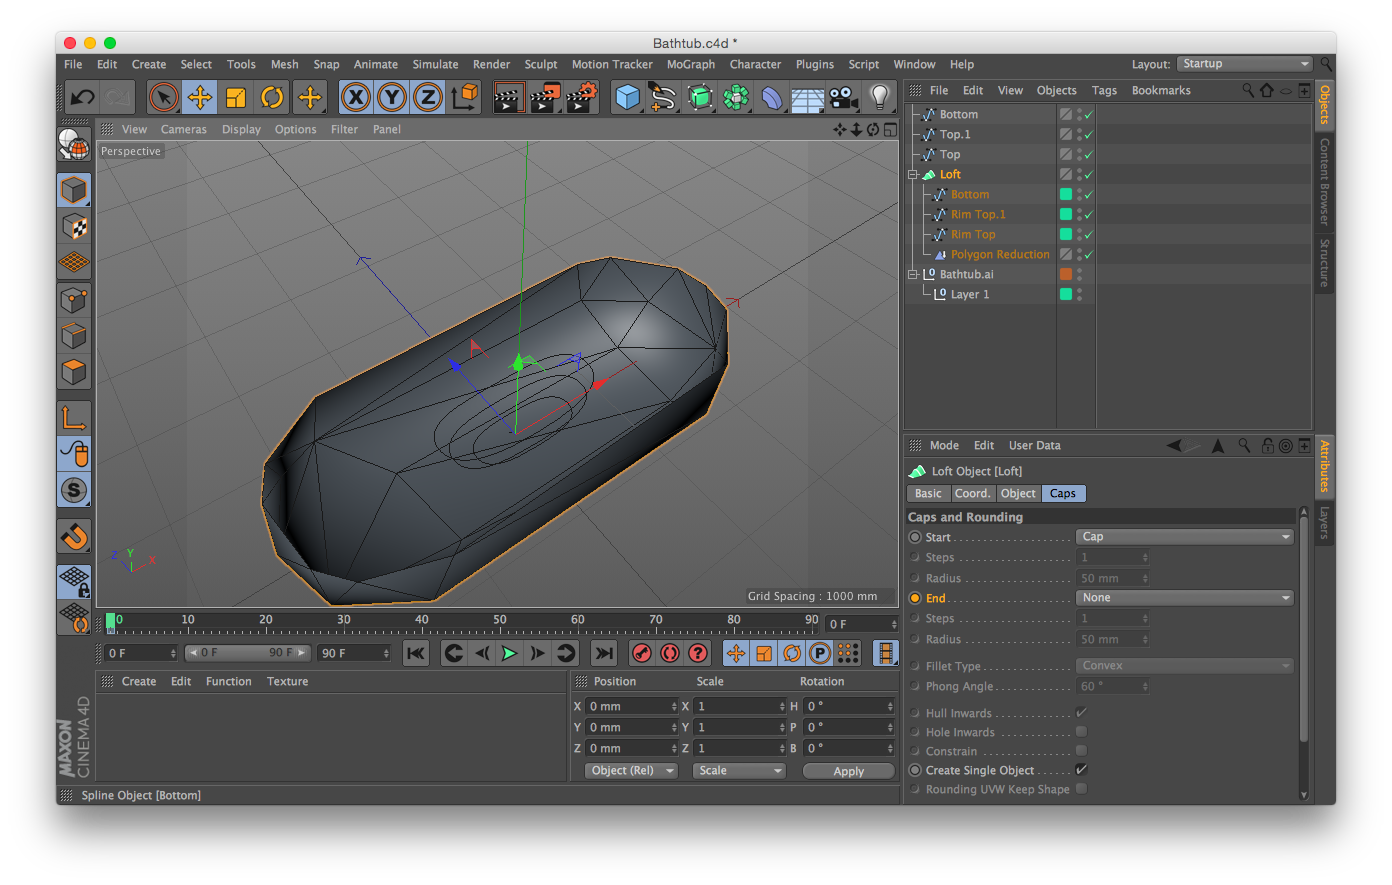 Bathtub.c4d *
File Edit Create Select Tools Mesh Snap Animate Simulate Render Sculpt Motion Tracker MoGraph Character Plugins Script Window Help Layout: Startup
X Y Z
File Edit View Objects Tags Bookmarks
View Cameras Display Options Filter Panel
Perspective
Bottom
Top.1
Top
Loft
Bottom
Rim Top.1
Rim Top
Polygon Reduction
Bathtub.ai
Layer 1
Objects
Content Browser
Structure
Mode Edit User Data
Loft Object [Loft]
Basic Coord. Object Caps
Caps and Rounding
Start Cap
Steps 1
Radius 50 mm
End None
Steps 1
Radius 50 mm
Fillet Type Convex
Phong Angle 60 °
Hull Inwards
Hole Inwards
Constrain
Create Single Object
Rounding UVW Keep Shape
Attributes
Layers
S
Z Y X
Grid Spacing : 1000 mm
0 10 20 30 40 50 60 70 80 90 0 F
0 F 0 F 90 F 90 F ? P
Create Edit Function Texture
Position Scale Rotation
X 0 mm X 1 H 0 °
Y 0 mm Y 1 P 0 °
Z 0 mm Z 1 B 0 °
Object (Rel) Scale Apply
MAXON
CINEMA 4D
Spline Object [Bottom]